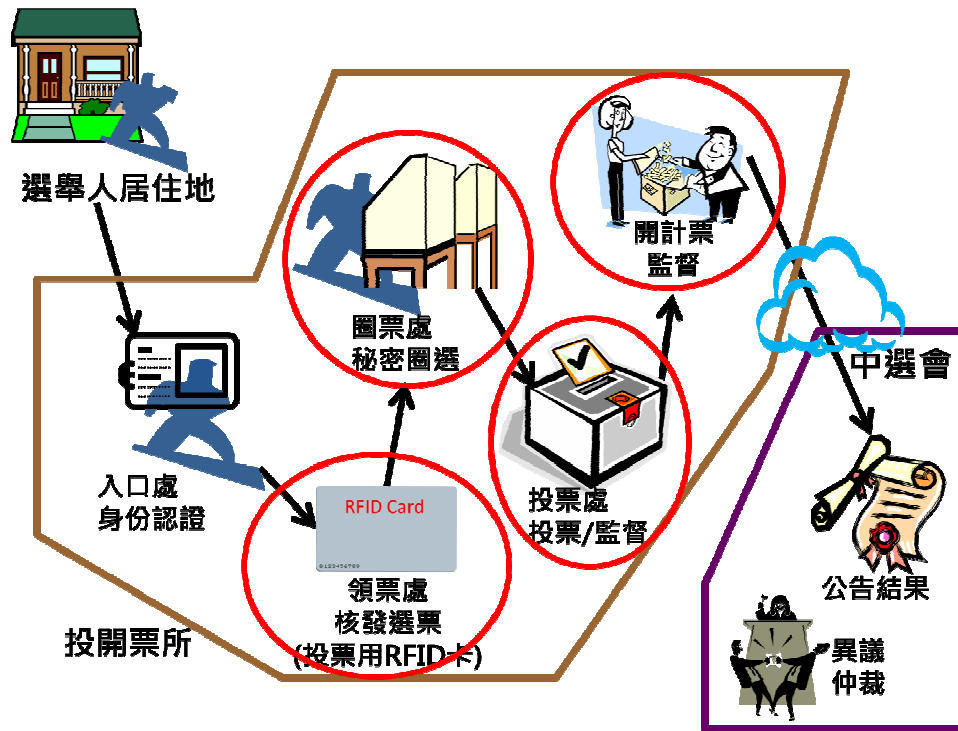 選舉人居住地
入口處
身份認證
RFID Card
0123456789
領票處
核發選票
(投票用RFID卡)
圈票處
秘密圈選
投票處
投票/監督
開計票
監督
投開票所
中選會
公告結果
異議
仲裁